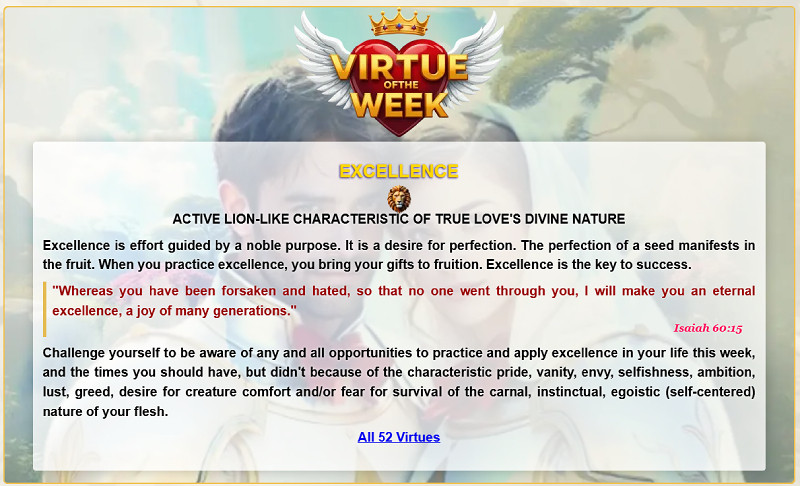 VIRTUE
OF THE
WEEK
EXCELLENCE
ACTIVE LION-LIKE CHARACTERISTIC OF TRUE LOVE'S DIVINE NATURE
Excellence is effort guided by a noble purpose. It is a desire for perfection. The perfection of a seed manifests in
the fruit. When you practice excellence, you bring your gifts to fruition. Excellence is the key to success.
"Whereas you have been forsaken and hated, so that no one went through you, I will make you an eternal
excellence, a joy of many generations."
Isaiah 60:15
Challenge yourself to be aware of any and all opportunities to practice and apply excellence in your life this week,
and the times you should have, but didn't because of the characteristic pride, vanity, envy, selfishness, ambition,
lust, greed, desire for creature comfort and/or fear for survival of the carnal, instinctual, egoistic (self-centered)
nature of your flesh.
All 52 Virtues